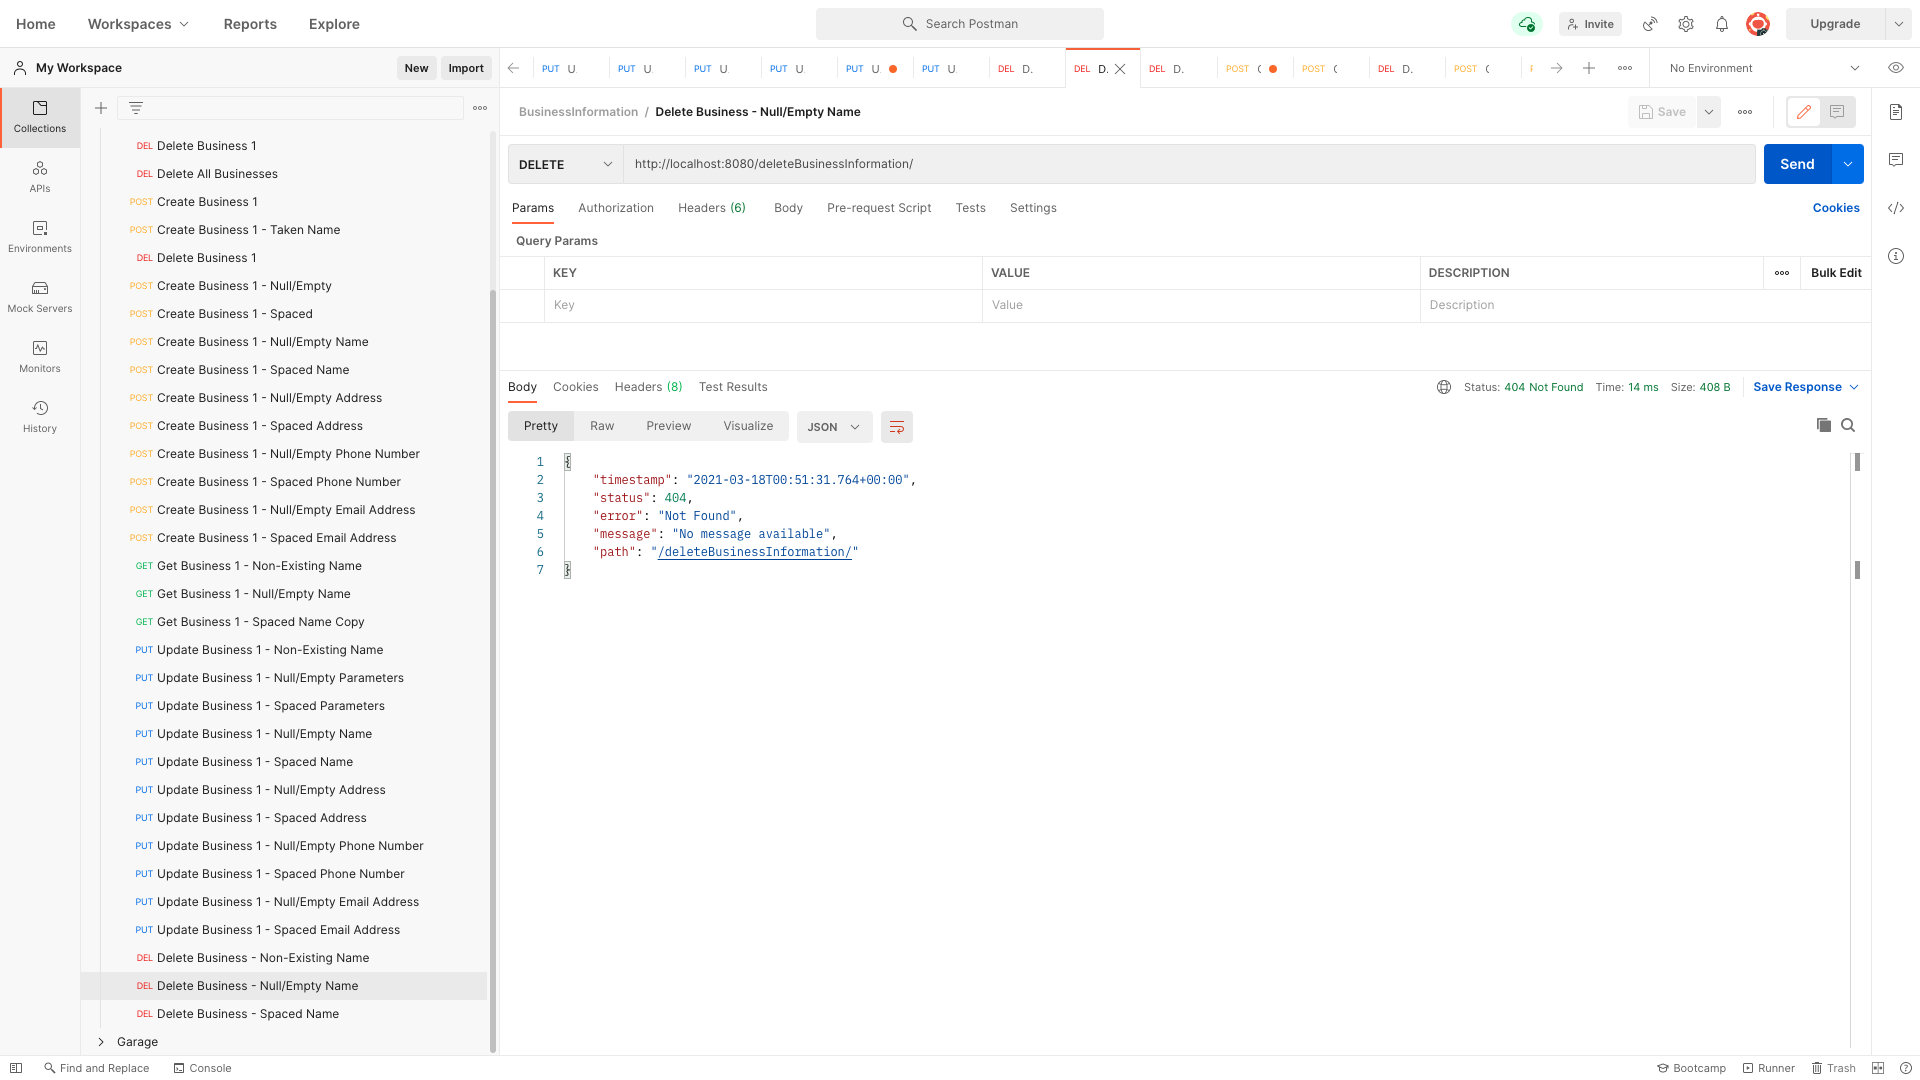 Home Workspaces Reports Explore Search Postman Invite Upgrade
My Workspace New Import PUT U. PUT U. PUT U. PUT U. PUT U. PUT U. DEL D. DEL D. DEL D. POST POST DEL D. POST No Environment
BusinessInformation / Delete Business - Null/Empty Name Save
DELETE http://localhost:8080/deleteBusinessInformation/ Send
Params Authorization Headers (6) Body Pre-request Script Tests Settings Cookies
Query Params
KEY VALUE DESCRIPTION Bulk Edit
Key Value Description
Body Cookies Headers (8) Test Results Status: 404 Not Found Time: 14 ms Size: 408 B Save Response
Pretty Raw Preview Visualize JSON
1 {
2 "timestamp": "2021-03-18T00:51:31.764+00:00",
3 "status": 404,
4 "error": "Not Found",
5 "message": "No message available",
6 "path": "/deleteBusinessInformation/"
7 }
Collections
APIs
Environments
Mock Servers
Monitors
History
DEL Delete Business 1
DEL Delete All Businesses
POST Create Business 1
POST Create Business 1 - Taken Name
DEL Delete Business 1
POST Create Business 1 - Null/Empty
POST Create Business 1 - Spaced
POST Create Business 1 - Null/Empty Name
POST Create Business 1 - Spaced Name
POST Create Business 1 - Null/Empty Address
POST Create Business 1 - Spaced Address
POST Create Business 1 - Null/Empty Phone Number
POST Create Business 1 - Spaced Phone Number
POST Create Business 1 - Null/Empty Email Address
POST Create Business 1 - Spaced Email Address
GET Get Business 1 - Non-Existing Name
GET Get Business 1 - Null/Empty Name
GET Get Business 1 - Spaced Name Copy
PUT Update Business 1 - Non-Existing Name
PUT Update Business 1 - Null/Empty Parameters
PUT Update Business 1 - Spaced Parameters
PUT Update Business 1 - Null/Empty Name
PUT Update Business 1 - Spaced Name
PUT Update Business 1 - Null/Empty Address
PUT Update Business 1 - Spaced Address
PUT Update Business 1 - Null/Empty Phone Number
PUT Update Business 1 - Spaced Phone Number
PUT Update Business 1 - Null/Empty Email Address
PUT Update Business 1 - Spaced Email Address
DEL Delete Business - Non-Existing Name
DEL Delete Business - Null/Empty Name
DEL Delete Business - Spaced Name
Garage
Find and Replace Console Bootcamp Runner Trash